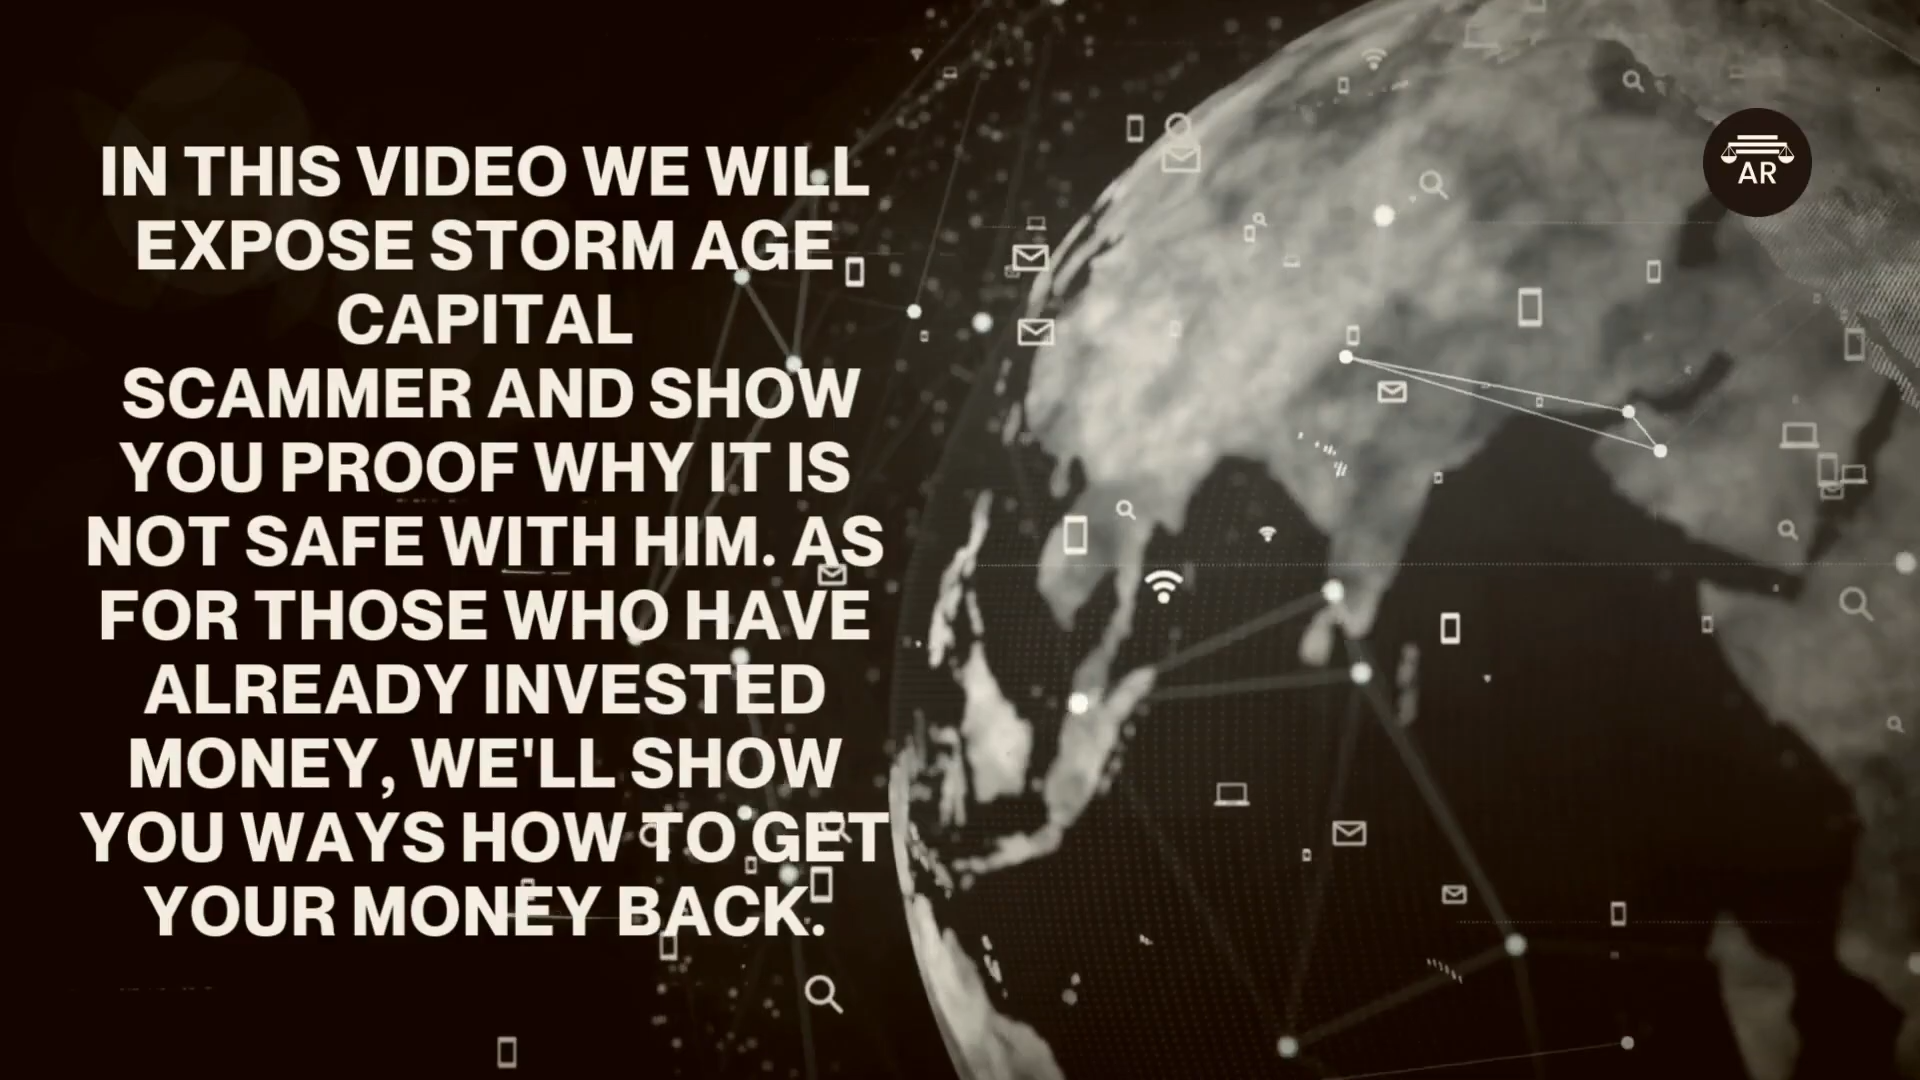 IN THIS VIDEO WE WILL
EXPOSE STORM AGE
CAPITAL
SCAMMER AND SHOW
YOU PROOF WHY IT IS
NOT SAFE WITH HIM. AS
FOR THOSE WHO HAVE
ALREADY INVESTED
MONEY, WE'LL SHOW
YOU WAYS HOW TO GET
YOUR MONEY BACK.
AR